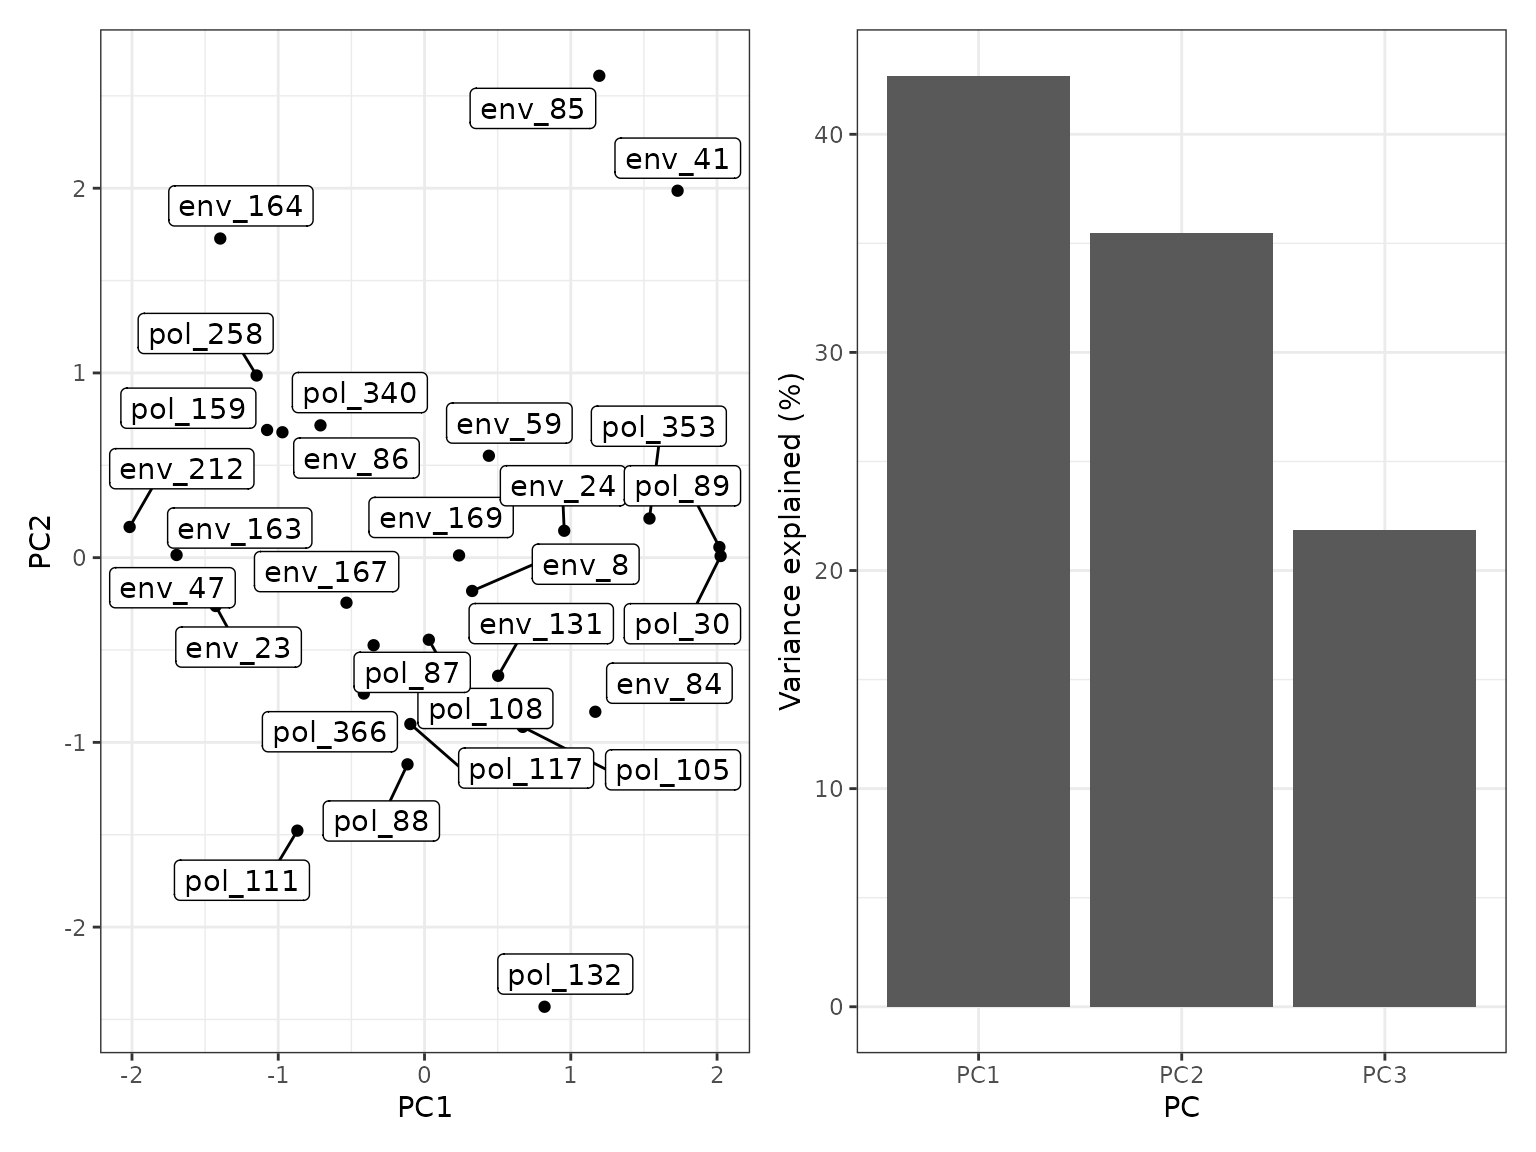 env_85
env_41
env_164
pol_258
pol_340
pol_159
env_59
pol_353
env_86
env_212
env_24
pol_89
env_169
env_163
env_8
env_167
env_47
env_131
pol_30
env_23
pol_87
env_84
pol_108
pol_366
pol_117
pol_105
pol_88
pol_111
pol_132
2
1
0
-1
-2
PC2
-2
-1
0
1
2
PC1
40
30
20
10
0
Variance explained (%)
PC1
PC2
PC3
PC